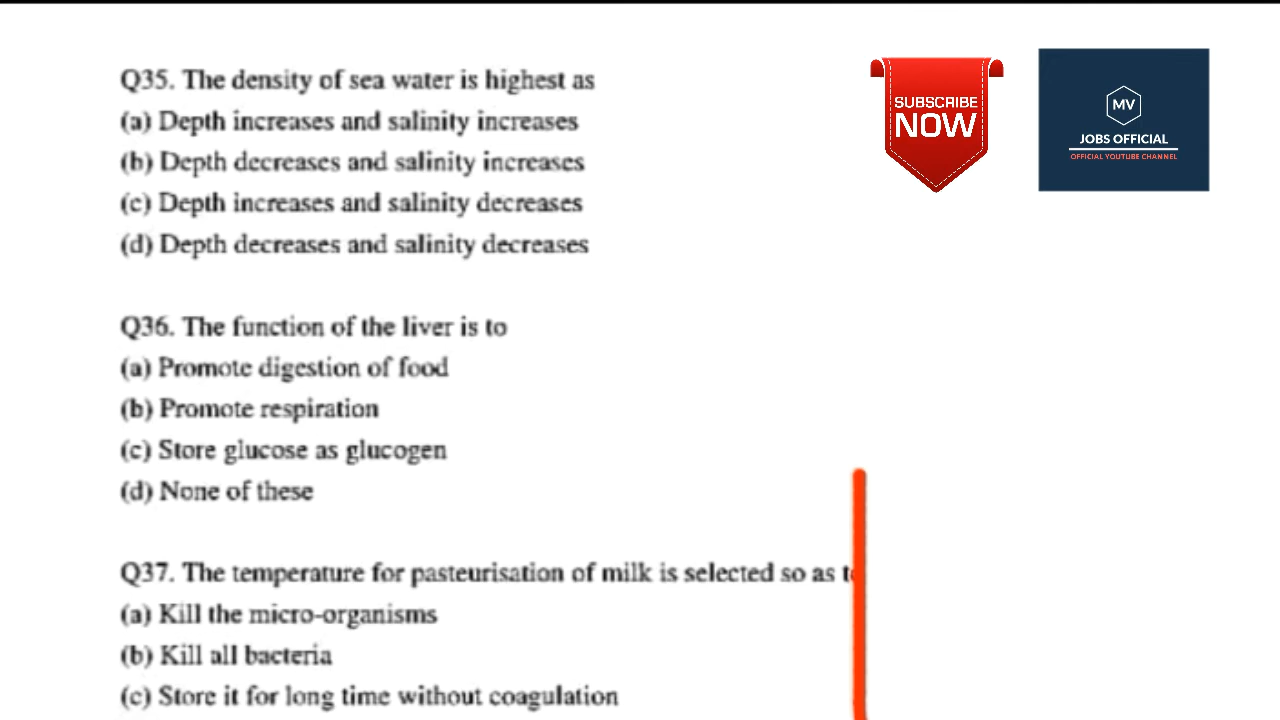 Q35. The density of sea water is highest as
(a) Depth increases and salinity increases
(b) Depth decreases and salinity increases
(c) Depth increases and salinity decreases
(d) Depth decreases and salinity decreases
Q36. The function of the liver is to
(a) Promote digestion of food
(b) Promote respiration
(c) Store glucose as glucogen
(d) None of these
Q37. The temperature for pasteurisation of milk is selected so as
(a) Kill the micro-organisms
(b) Kill all bacteria
(c) Store it for long time without coagulation
SUBSCRIBE
NOW
MV
JOBS OFFICIAL
OFFICIAL YOUTUBE CHANNEL